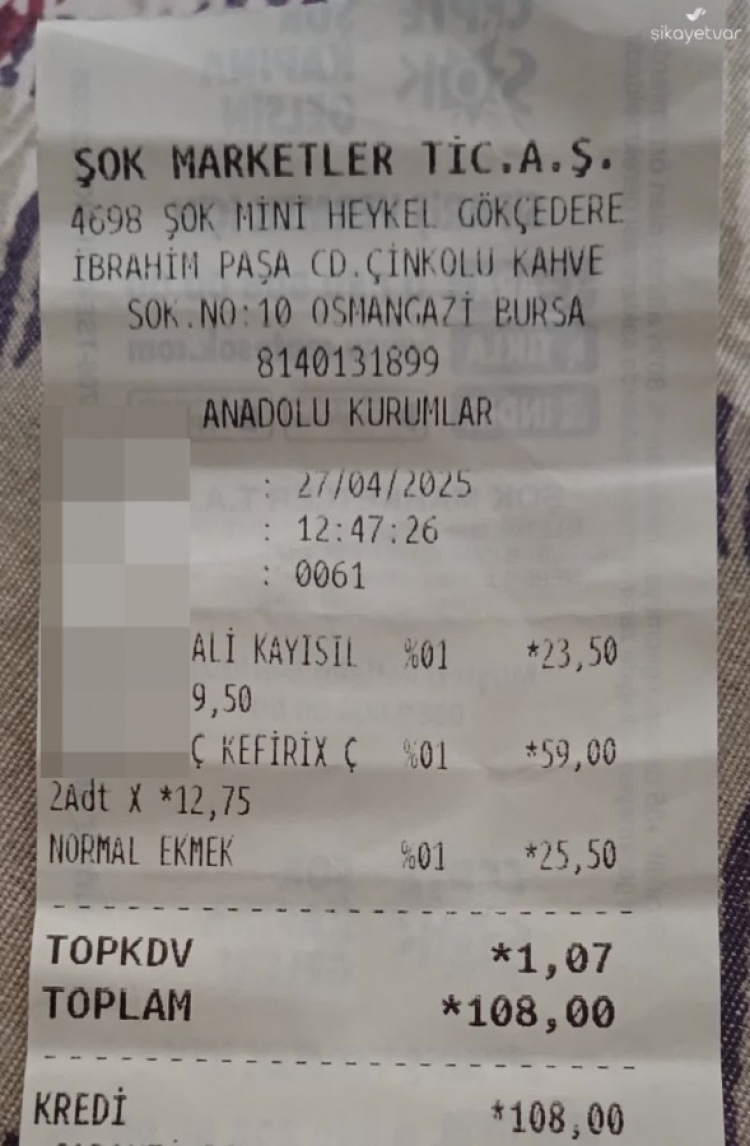 şikayetvar
ŞOK MARKETLER TİC.A.Ş.
4698 ŞOK MİNİ HEYKEL GÖKÇEDERE
İBRAHİM PAŞA CD.ÇİNKOLU KAHVE
SOK.NO:10 OSMANGAZİ BURSA
8140131899
ANADOLU KURUMLAR
: 27/04/2025
: 12:47:26
: 0061
ALİ KAYISIL %01 *23,50
9,50
Ç KEFİRİX Ç %01 *59,00
2Adt X *12,75
NORMAL EKMEK %01 *25,50
TOPKDV *1,07
TOPLAM *108,00
KREDİ *108,00